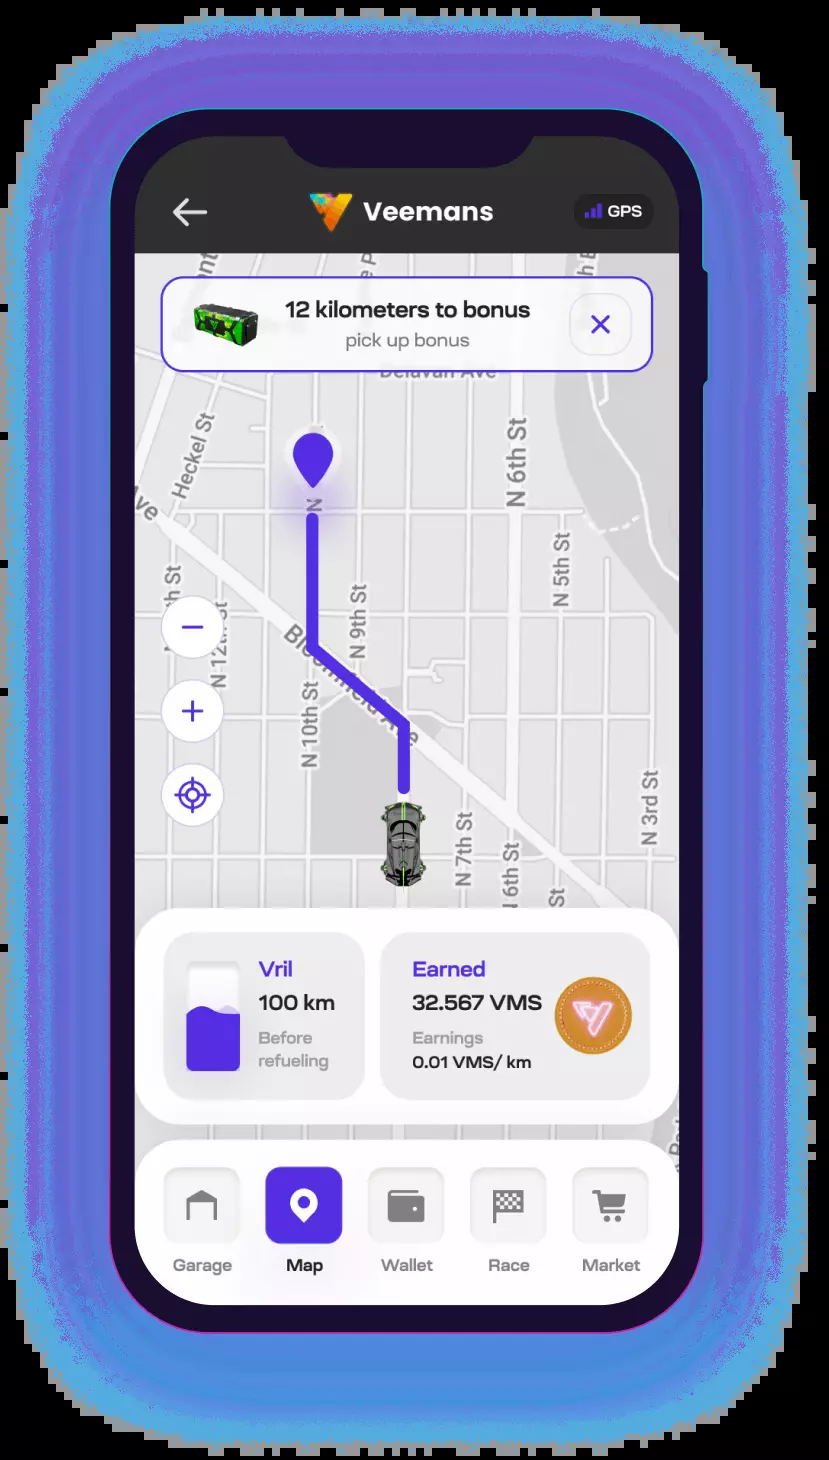 Veemans
GPS
12 kilometers to bonus
pick up bonus
Delavan Ave
Heckel St
N 6th St
Ave
N
N 5th St
N 9th St
N 12th St
Bloomfield Ave
N 10th St
N 3rd St
N 7th St
N 6th St
St
Vril
100 km
Before
refueling
Earned
32.567 VMS
Earnings
0.01 VMS/ km
Garage
Map
Wallet
Race
Market